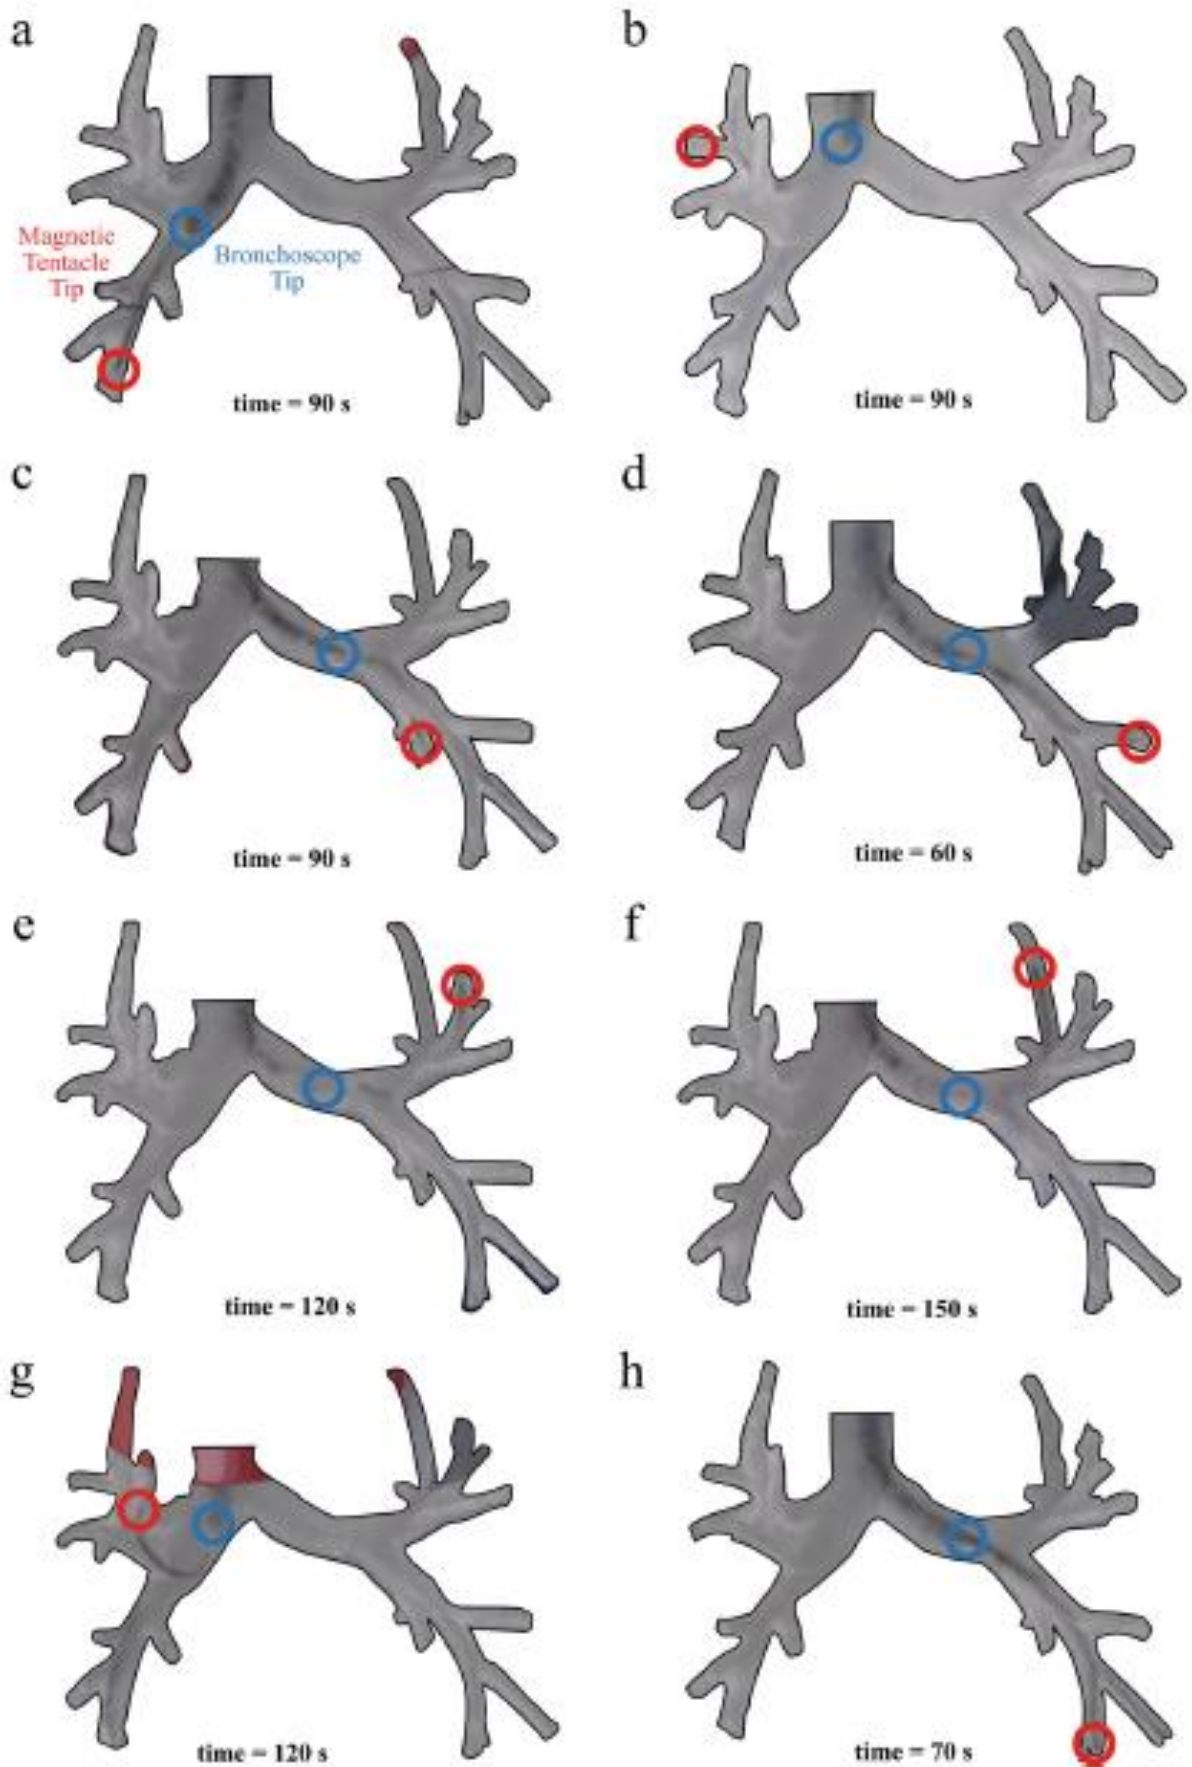 a
b
Magnetic
Tentacle
Tip
Bronchoscope
Tip
time = 90 s
time = 90 s
c
d
time = 90 s
time = 60 s
e
f
time = 120 s
time = 150 s
g
h
time = 120 s
time = 70 s